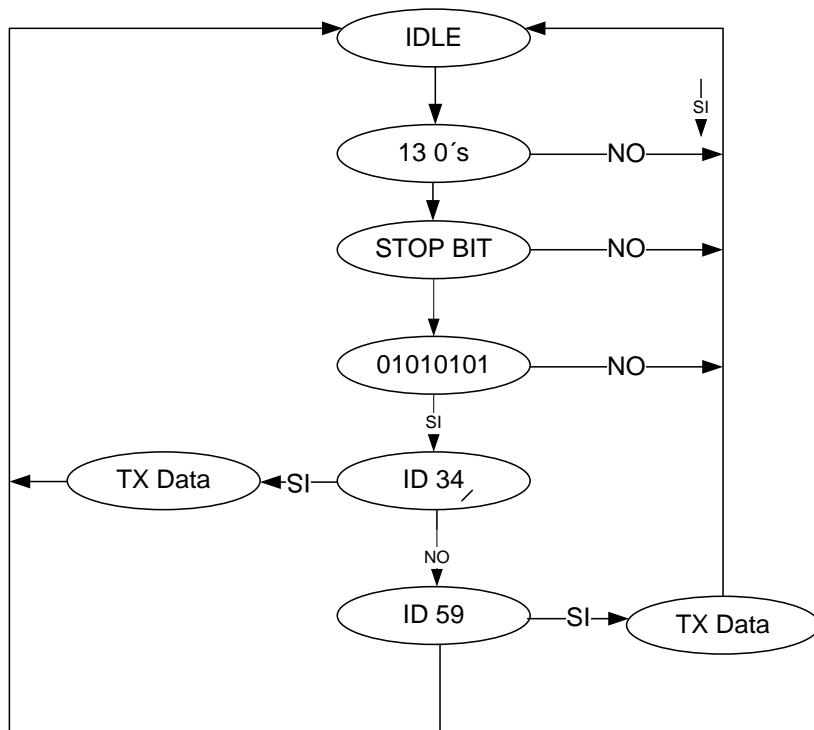 IDLE
SI
13 0´s
NO
STOP BIT
NO
01010101
NO
SI
TX Data
SI
ID 34
NO
ID 59
SI
TX Data